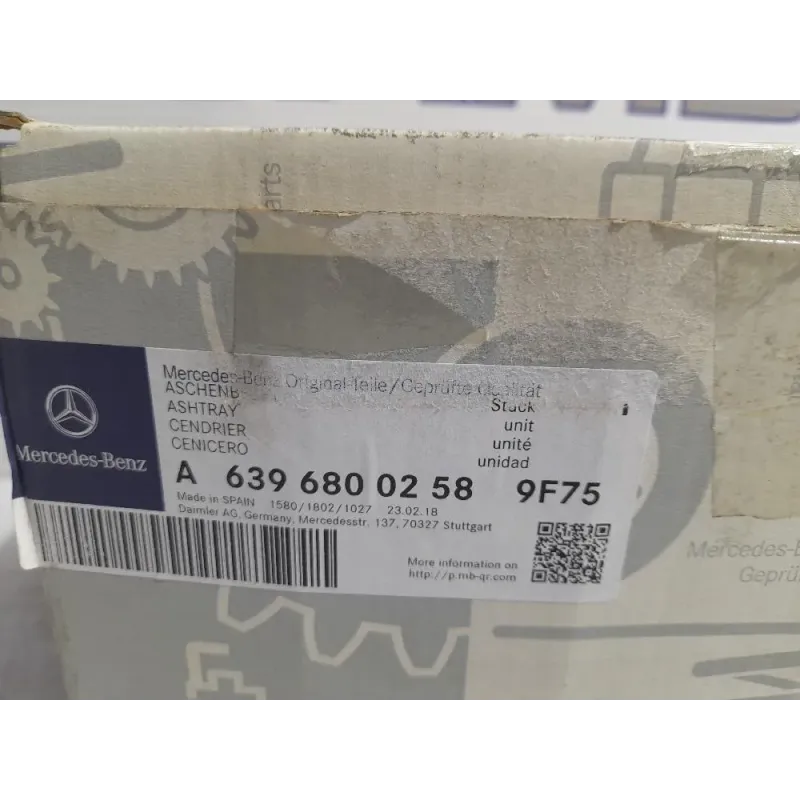 arts
Mercedes-Benz Original-Teile/Geprüfte Qualität
ASCHENB
Stück
ASHTRAY
unit
CENDRIER
unité
CENICERO
unidad
Mercedes-Benz
A 639 680 02 58 9F75
Made in SPAIN 1580/1802/1027 23.02.18
Daimler AG, Germany, Mercedesstr. 137, 70327 Stuttgart
More information on
http://p.mb-qr.com
Mercedes-B
Geprü